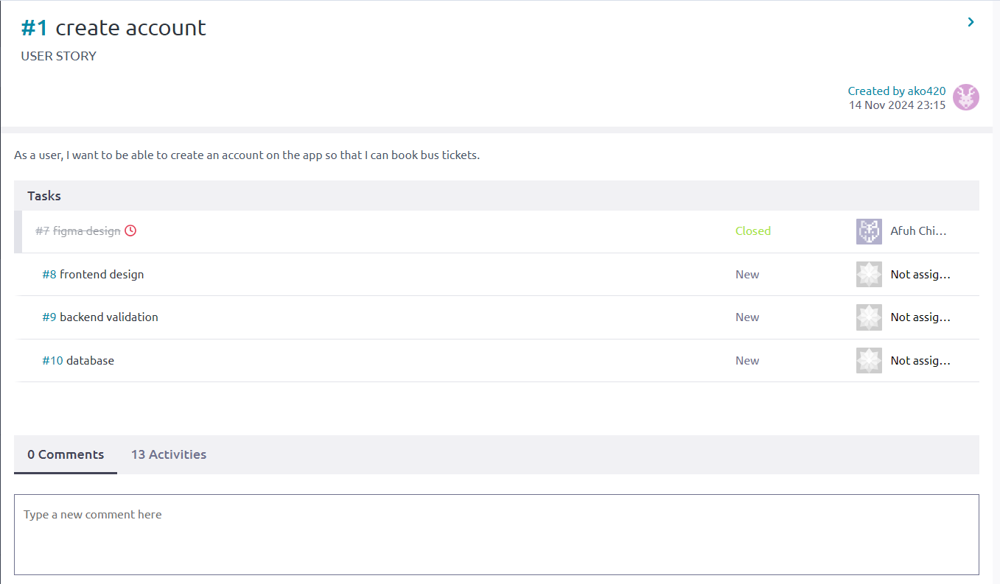 #1 create account
USER STORY
Created by ako420
14 Nov 2024 23:15
As a user, I want to be able to create an account on the app so that I can book bus tickets.
Tasks
#7 figma design Closed Afuh Chi...
#8 frontend design New Not assig...
#9 backend validation New Not assig...
#10 database New Not assig...
0 Comments 13 Activities
Type a new comment here